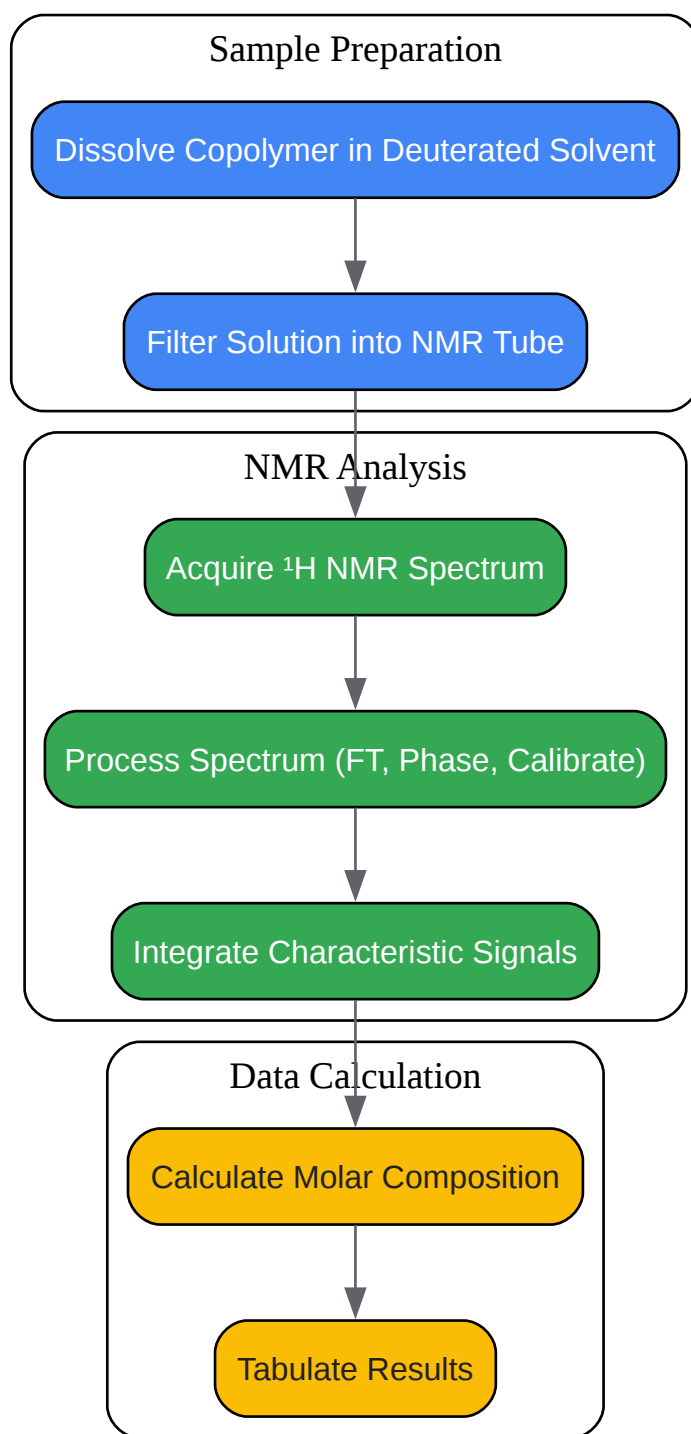 Sample Preparation
Dissolve Copolymer in Deuterated Solvent
Filter Solution into NMR Tube
NMR Analysis
Acquire ¹H NMR Spectrum
Process Spectrum (FT, Phase, Calibrate)
Integrate Characteristic Signals
Data Calculation
Calculate Molar Composition
Tabulate Results